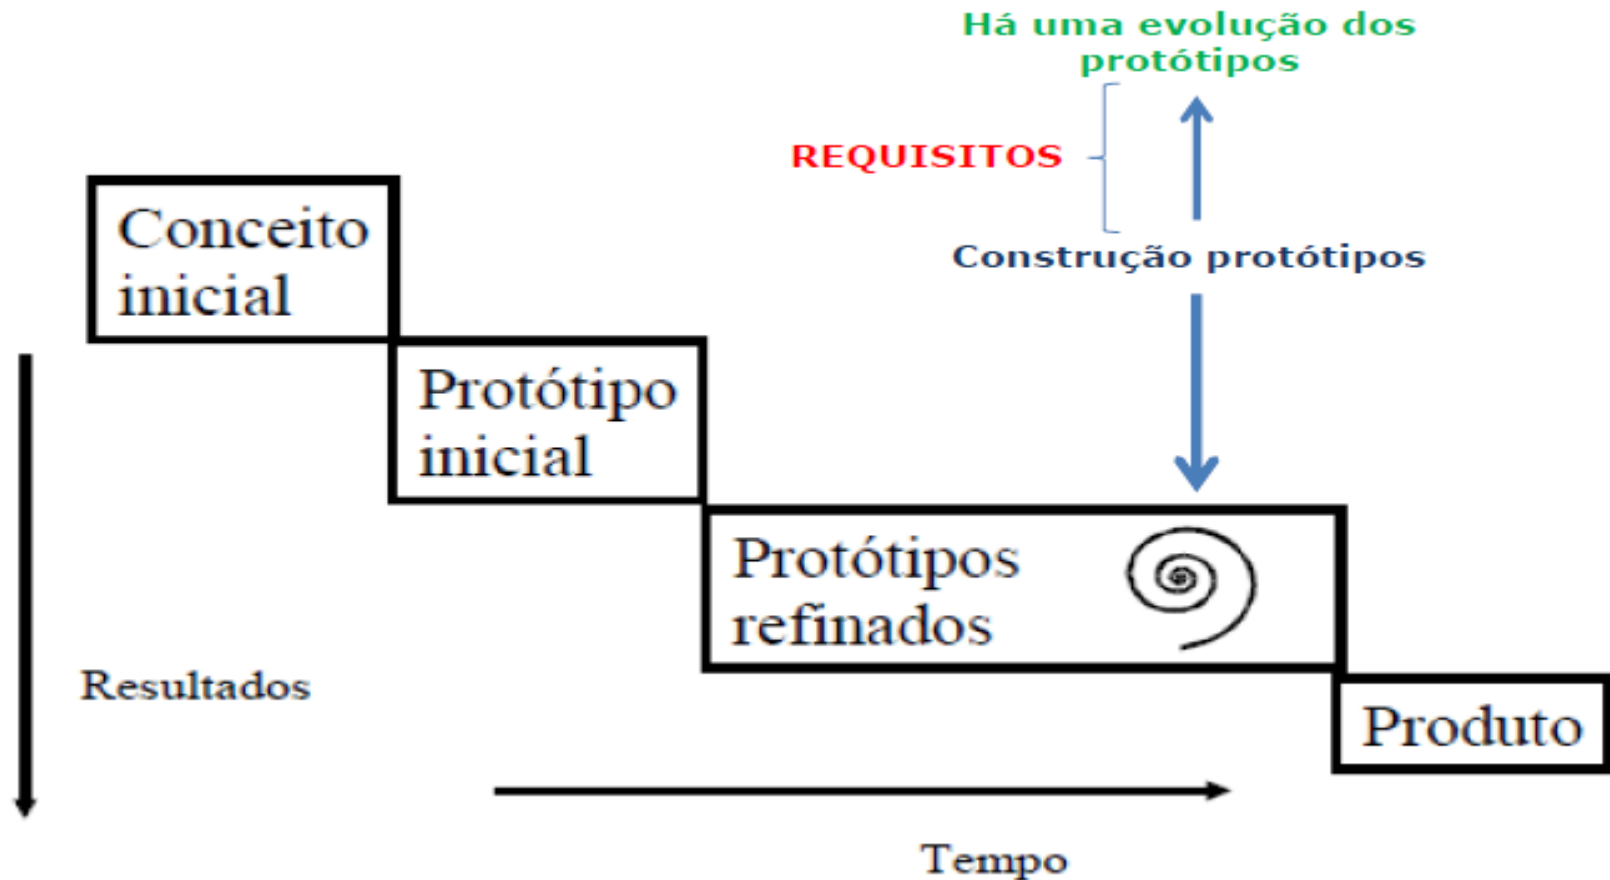 Há uma evolução dos
protótipos
REQUISITOS
Construção protótipos
Conceito
inicial
Protótipo
inicial
Protótipos
refinados
Produto
Resultados
Tempo